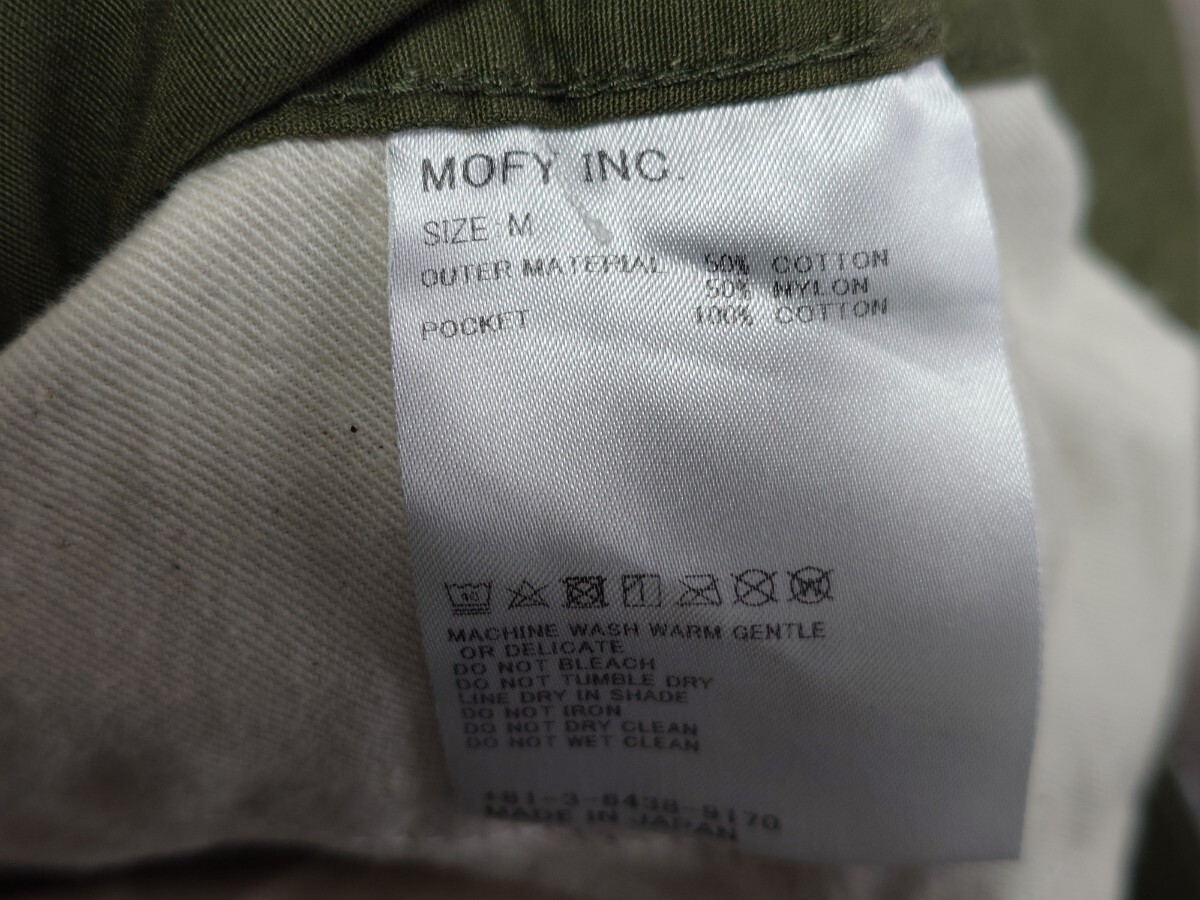 MOFY INC.
SIZE:M
OUTER MATERIAL 50% COTTON
50% NYLON
POCKET 100% COTTON
MACHINE WASH WARM GENTLE
OR DELICATE
DO NOT BLEACH
DO NOT TUMBLE DRY
LINE DRY IN SHADE
DO NOT IRON
DO NOT DRY CLEAN
DO NOT WET CLEAN
+81-3-6438-9170
MADE IN JAPAN